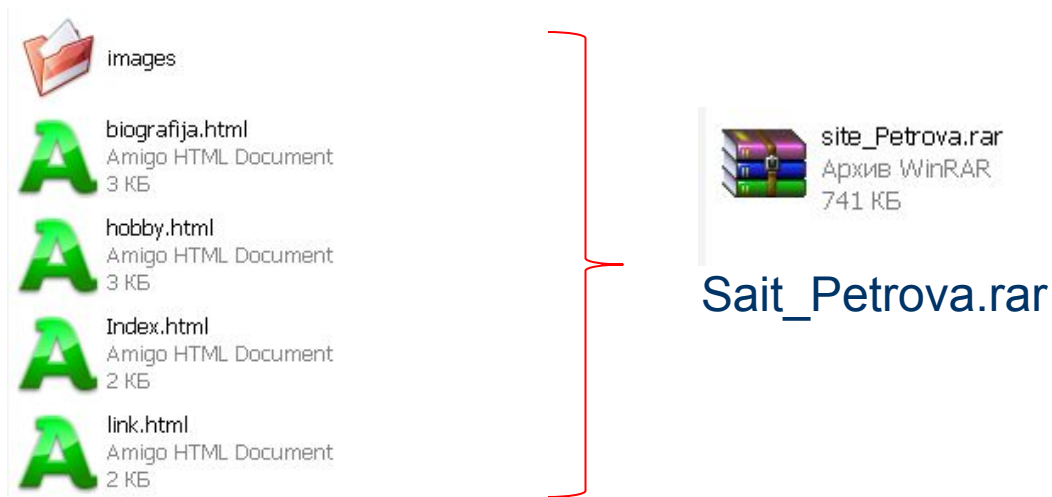 images
biografija.html
Amigo HTML Document
3 КБ
hobby.html
Amigo HTML Document
3 КБ
Index.html
Amigo HTML Document
2 КБ
link.html
Amigo HTML Document
2 КБ
site_Petrova.rar
Архив WinRAR
741 КБ
Sait_Petrova.rar